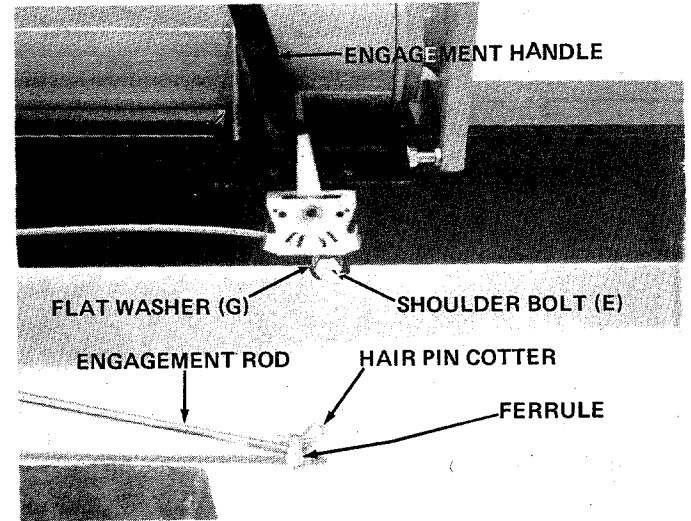 ENGAGEMENT HANDLE
FLAT WASHER (G)
SHOULDER BOLT (E)
ENGAGEMENT ROD
HAIR PIN COTTER
FERRULE